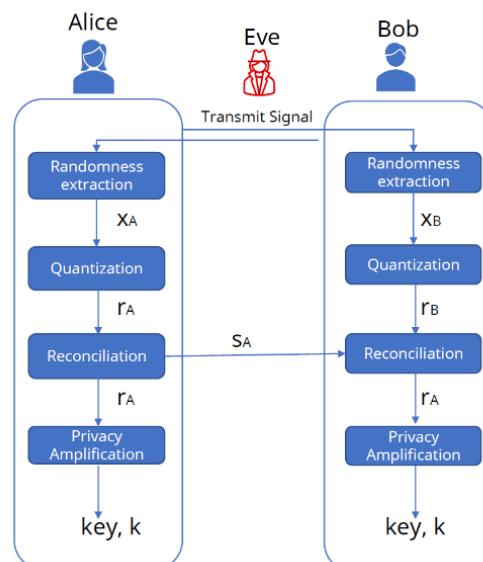 Alice
Eve
Bob
Transmit Signal
Randomness
extraction
Randomness
extraction
xA
xB
Quantization
Quantization
rA
rB
sA
Reconciliation
Reconciliation
rA
rA
Privacy
Amplification
Privacy
Amplification
key, k
key, k